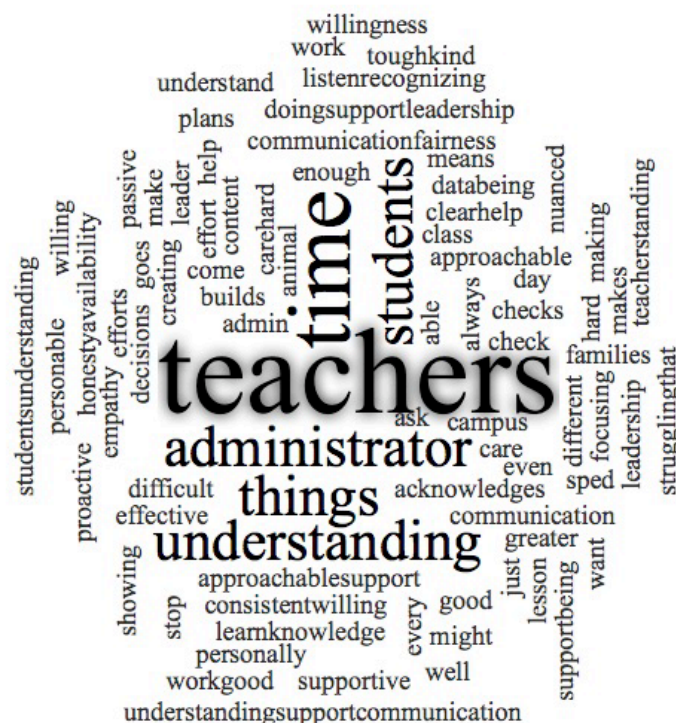 willingness
work
toughkind
understand
listenrecognizing
plans
doingsupportleadership
communicationfairness
enough
means
databeing
clearhelp
class
approachable
day
checks
check
families
nuanced
making
hard
makes
teacherstanding
always
able
students
time
animal
carehard
help
effort
content
leader
make
passive
come
builds
admin
creating
goes
decisions
efforts
empathy
honestyavailability
willing
personable
studentsunderstanding
proactive
teachers
ask
campus
care
even
different
focusing
leadership
strugglingthat
sped
administrator
things
understanding
acknowledges
communication
greater
difficult
effective
approachablesupport
consistentwilling
learnknowledge
personally
workgood
supportive
every
good
might
well
just
lesson
supportbeing
want
showing
stop
understandingsupportcommunication